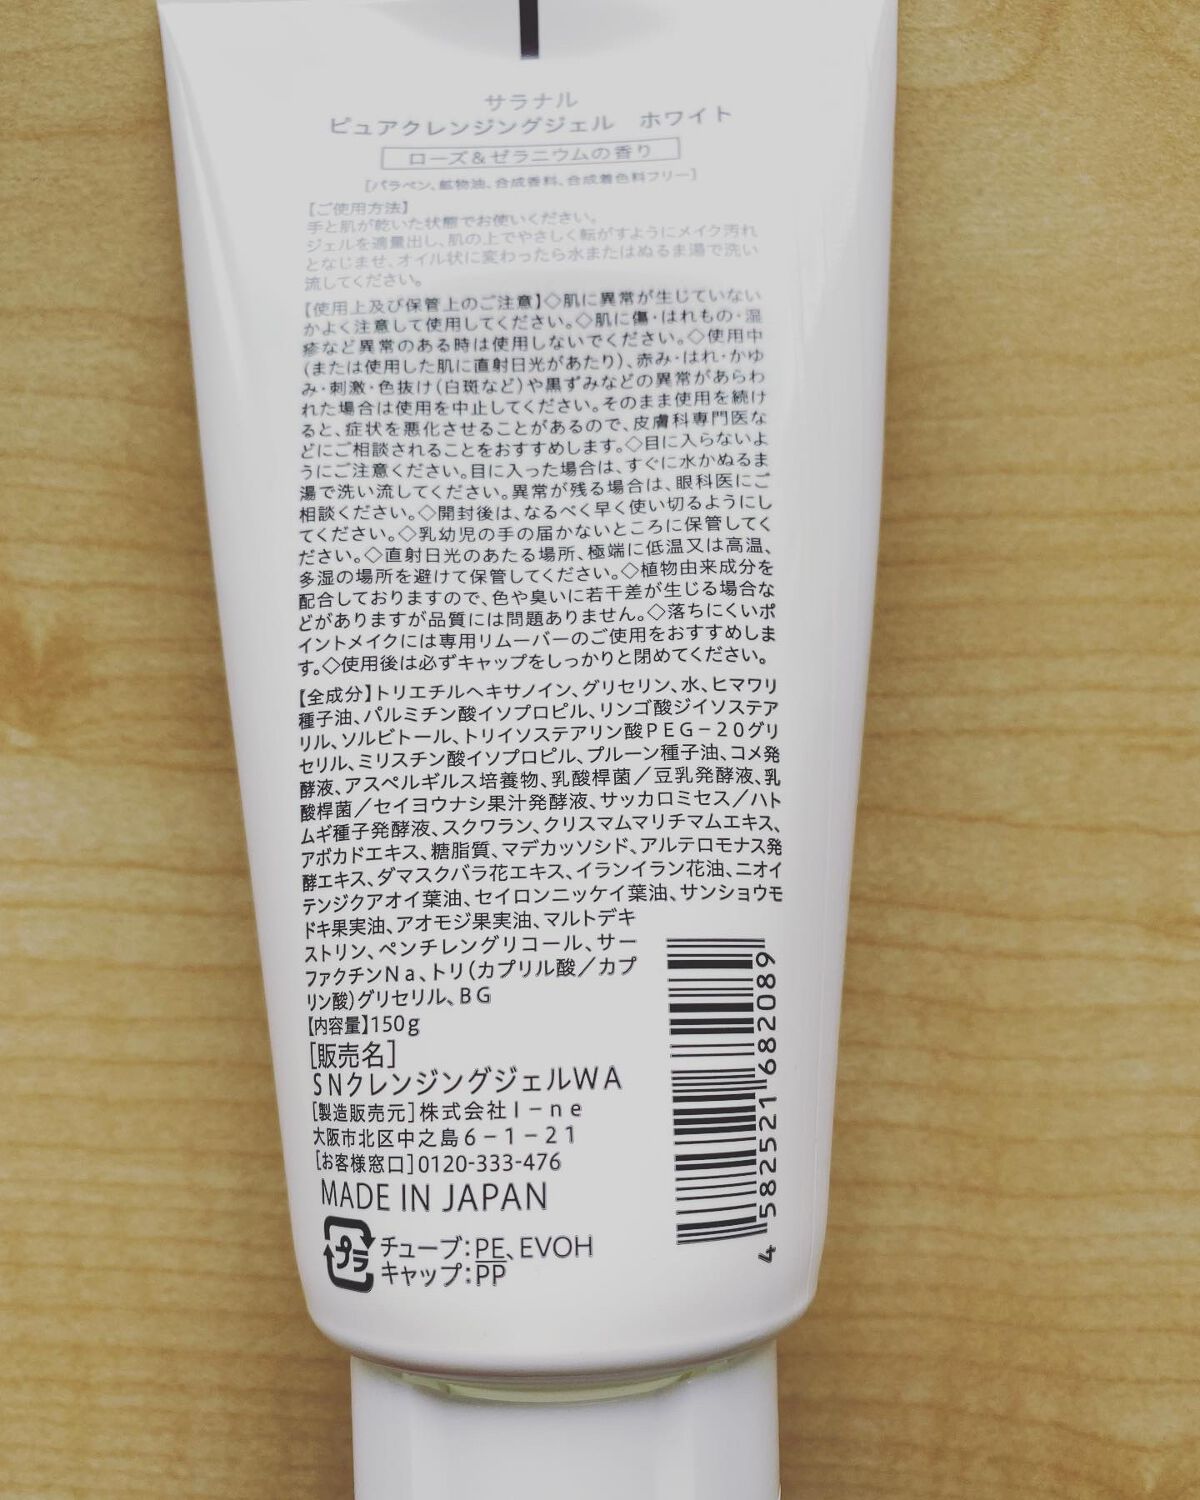 サラナル
ピュアクレンジングジェル ホワイト
ローズ&ゼラニウムの香り
[パラベン、鉱物油、合成香料、合成着色料フリー]
【ご使用方法】
手と肌が乾いた状態でお使いください。
ジェルを適量出し、肌の上でやさしく転がすようにメイク汚れ
となじませ、オイル状に変わったら水またはぬるま湯で洗い
流してください。
【使用上及び保管上のご注意】◇肌に異常が生じていない
かよく注意して使用してください。◇肌に傷・はれもの・湿
疹など異常のある時は使用しないでください。◇使用中
(または使用した肌に直射日光があたり)、赤み・はれ・かゆ
み・刺激・色抜け(白斑など)や黒ずみなどの異常があらわ
れた場合は使用を中止してください。そのまま使用を続け
ると、症状を悪化させることがあるので、皮膚科専門医な
どにご相談されることをおすすめします。◇目に入らないよ
うにご注意ください。目に入った場合は、すぐに水かぬるま
湯で洗い流してください。異常が残る場合は、眼科医にご
相談ください。◇開封後は、なるべく早く使い切るようにし
てください。◇乳幼児の手の届かないところに保管してく
ださい。◇直射日光のあたる場所、極端に低温又は高温、
多湿の場所を避けて保管してください。◇植物由来成分を
配合しておりますので、色や臭いに若干差が生じる場合な
どがありますが品質には問題ありません。◇落ちにくいポ
イントメイクには専用リムーバーのご使用をおすすめしま
す。◇使用後は必ずキャップをしっかりと閉めてください。
【全成分】トリエチルヘキサノイン、グリセリン、水、ヒマワリ
種子油、パルミチン酸イソプロピル、リンゴ酸ジイソステア
リル、ソルビトール、トリイソステアリン酸PEG-20グリ
セリル、ミリスチン酸イソプロピル、プルーン種子油、コメ発
酵液、アスペルギルス培養物、乳酸桿菌/豆乳発酵液、乳
酸桿菌/セイヨウナシ果汁発酵液、サッカロミセス/ハト
ムギ種子発酵液、スクワラン、クリスマムマリチマムエキス、
アボカドエキス、糖脂質、マデカッソシド、アルテロモナス発
酵エキス、ダマスクバラ花エキス、イランイラン花油、ニオイ
テンジクアオイ葉油、セイロンニッケイ葉油、サンショウモ
ドキ果実油、アオモジ果実油、マルトデキ
ストリン、ペンチレングリコール、サー
ファクチンNa、トリ(カプリル酸/カプ
リン酸)グリセリル、BG
【内容量】150g
[販売名]
SNクレンジングジェルWA
[製造販売元]株式会社I-ne
大阪市北区中之島6-1-21
[お客様窓口]0120-333-476
MADE IN JAPAN
プラ
チューブ:PE、EVOH
キャップ:PP
4 582521 682089